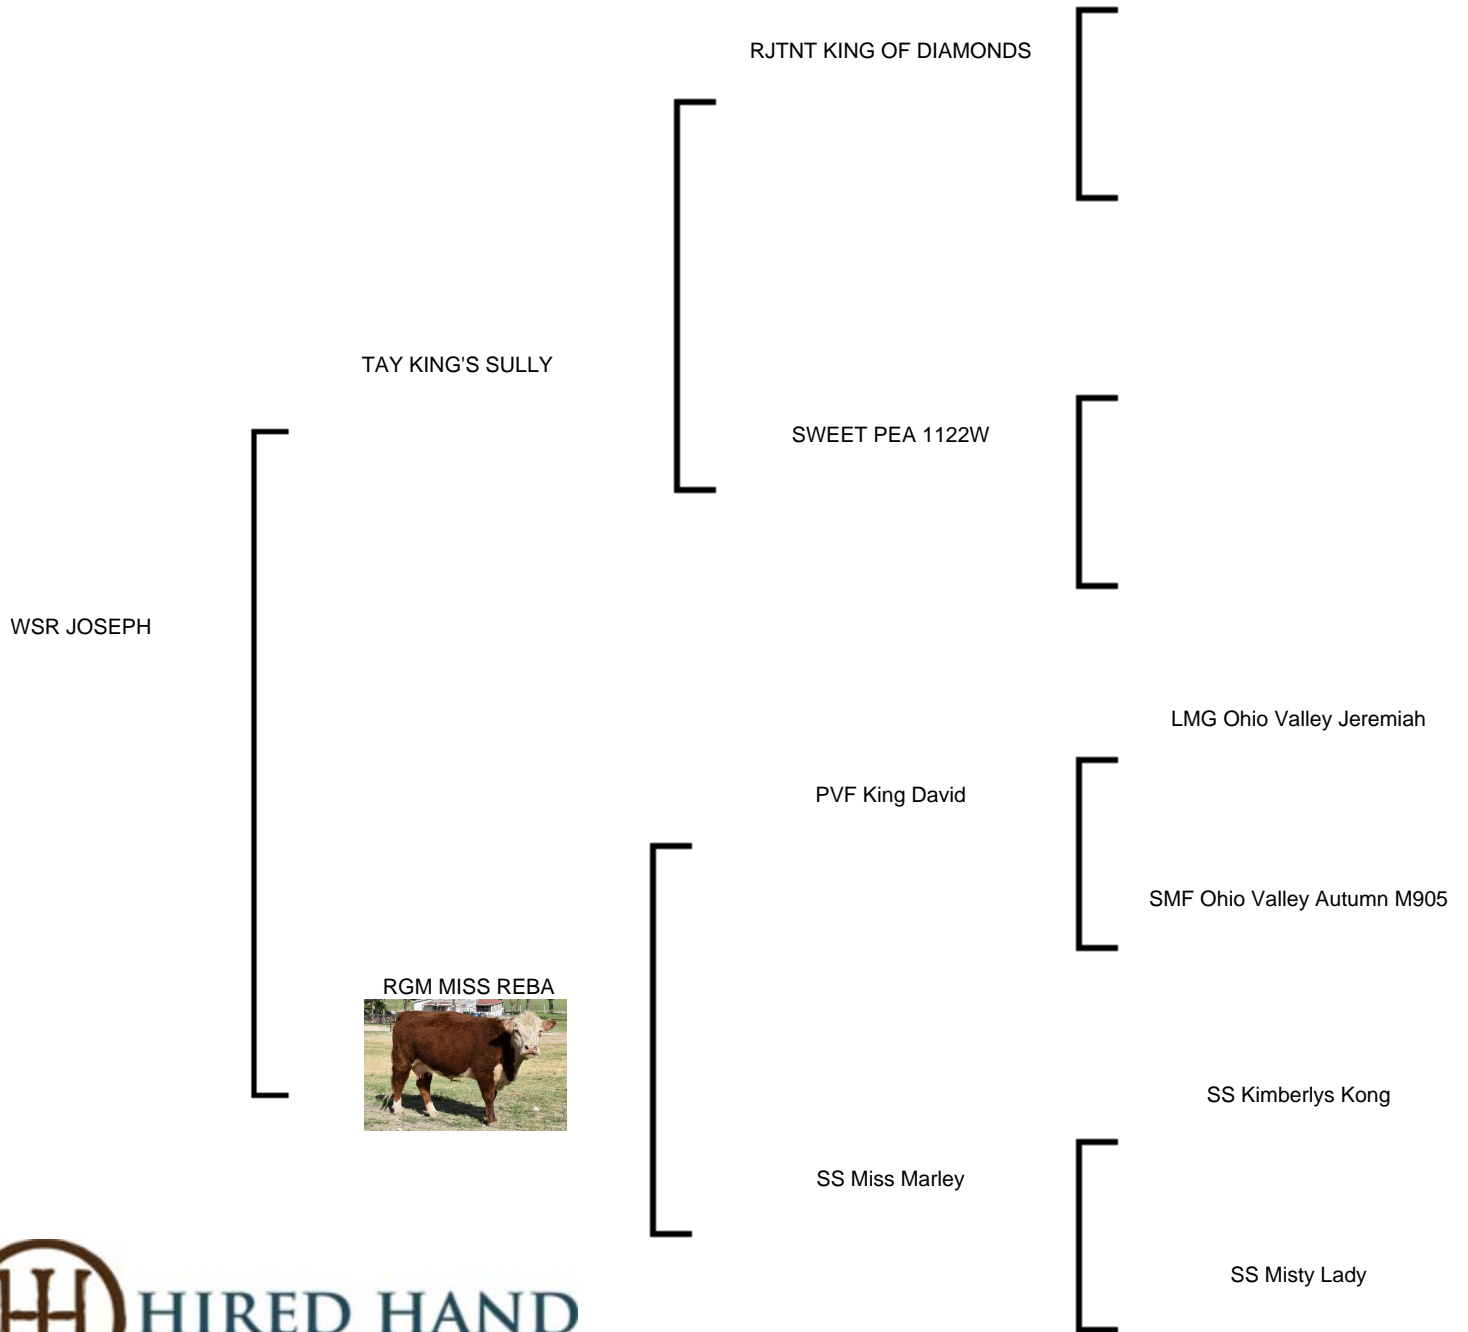 RJTNT KING OF DIAMONDS
TAY KING'S SULLY
SWEET PEA 1122W
WSR JOSEPH
LMG Ohio Valley Jeremiah
PVF King David
SMF Ohio Valley Autumn M905
RGM MISS REBA
SS Kimberlys Kong
SS Miss Marley
SS Misty Lady
HIRED HAND